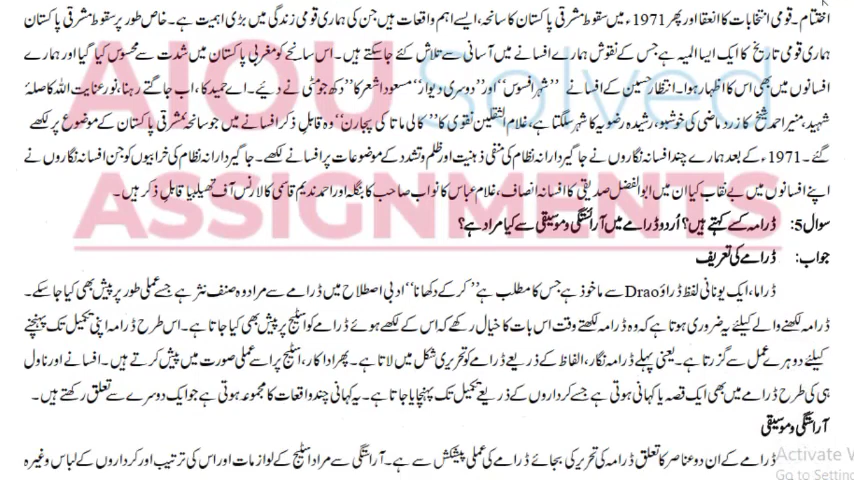 اختتام۔ قومی انتخابات کا انعقاد اور پھر 1971ء میں سقوط مشرقی پاکستان کا سانحہ، ایسے اہم واقعات ہیں جن کی ہماری قومی زندگی میں بڑی اہمیت ہے۔ خاص طور پر سقوط مشرقی پاکستان
ہماری قومی تاریخ کا ایک ایسا المیہ ہے جس کے نقوش ہمارے افسانے میں آسانی سے تلاش کئے جا سکتے ہیں۔ اس سانحے کو مغربی پاکستان میں شدت سے محسوس کیا گیا اور ہمارے
افسانوں میں بھی اس کا اظہار ہوا۔ انتظار حسین کے افسانے ”شہر افسوس“ اور ”دوسری دیوار“ مسعود اشعر کا ”دکھ جو مٹی نے دیئے۔ اے حمید کا، اب جاگتے رہنا، نور عنایت اللہ کا صلۂ
شہید، منیر احمد شیخ کا زرد ماضی کی خوشبو، رشیدہ رضویہ کا شہر سلگتا ہے، غلام الثقلین نقوی کا ”کالی ماتا کی پجارن“ وہ قابل ذکر افسانے ہیں جو سانحۂ مشرقی پاکستان کے موضوع پر لکھے
گئے۔ 1971ء کے بعد ہمارے چند افسانہ نگاروں نے جاگیردارانہ نظام کی منفی ذہنیت اور ظلم و تشدد کے موضوعات پر افسانے لکھے۔ جاگیردارانہ نظام کی خرابیوں کو جن افسانہ نگاروں نے
اپنے افسانوں میں بے نقاب کیا ان میں ابوالفضل صدیقی کا افسانہ انصاف، غلام عباس کا نواب صاحب کا بنگلہ اور احمد ندیم قاسمی کا لارنس آف تھیلیبیا قابل ذکر ہیں۔
سوال 5: ڈرامہ کسے کہتے ہیں؟ اُردو ڈرامے میں آرائستگی و موسیقی سے کیا مراد ہے؟
جواب: ڈرامے کی تعریف
ڈراما، ایک یونانی لفظ ڈراؤ Drao سے ماخوذ ہے جس کا مطلب ہے ”کر کے دکھانا“ ادبی اصطلاح میں ڈرامے سے مراد وہ صنف نثر ہے جسے عملی طور پر پیش بھی کیا جا سکے۔
ڈرامہ لکھنے والے کیلئے یہ ضروری ہوتا ہے کہ وہ ڈرامہ لکھتے وقت اس بات کا خیال رکھے کہ اس کے لکھے ہوئے ڈرامے کو اسٹیج پر پیش بھی کیا جاتا ہے۔ اس طرح ڈرامہ اپنی تکمیل تک پہنچنے
کیلئے دوہرے عمل سے گزرتا ہے۔ یعنی پہلے ڈرامہ نگار، الفاظ کے ذریعے ڈرامے کو تحریری شکل میں لاتا ہے۔ پھر اداکار، اسٹیج پر اسے عملی صورت میں پیش کرتے ہیں۔ افسانے اور ناول
ہی کی طرح ڈرامے میں بھی ایک قصہ یا کہانی ہوتی ہے جسے کرداروں کے ذریعے تکمیل تک پہنچایا جاتا ہے۔ یہ کہانی چند واقعات کا مجموعہ ہوتی ہے جو ایک دوسرے سے تعلق رکھتے ہیں۔
آراستگی و موسیقی
ڈرامے کے ان دو عناصر کا تعلق ڈرامہ کی تحریر کی بجائے ڈرامے کی عملی پیشکش سے ہے۔ آراستگی سے مراد اسٹیج کے لوازمات اور اس کی ترتیب اور کرداروں کے لباس وغیرہ
AIOU Solved
ASSIGNMENTS
Activate W
Go to Setting